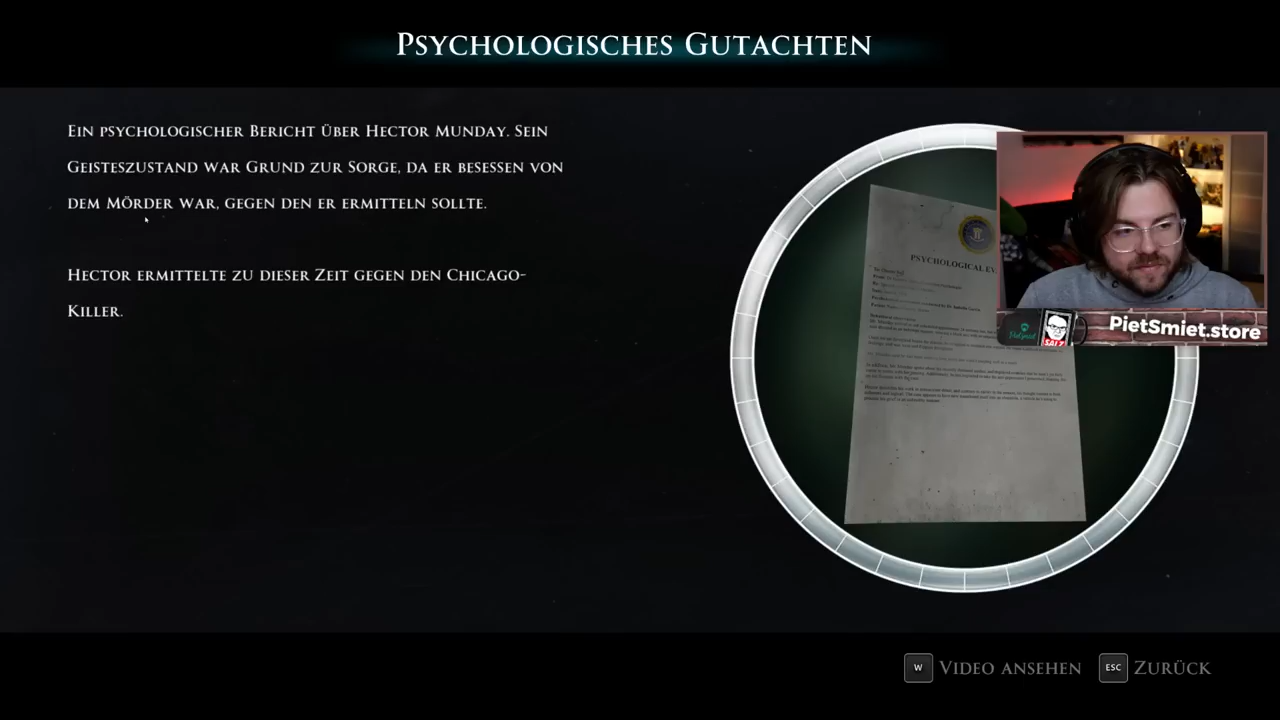 Psychologisches Gutachten
Ein psychologischer Bericht über Hector Munday. Sein
Geisteszustand war Grund zur Sorge, da er besessen von
dem Mörder war, gegen den er ermitteln sollte.
Hector ermittelte zu dieser Zeit gegen den Chicago-
Killer.
PSYCHOLOGICAL EV
SALZ
PietSmiet.store
W Video ansehen ESC Zurück